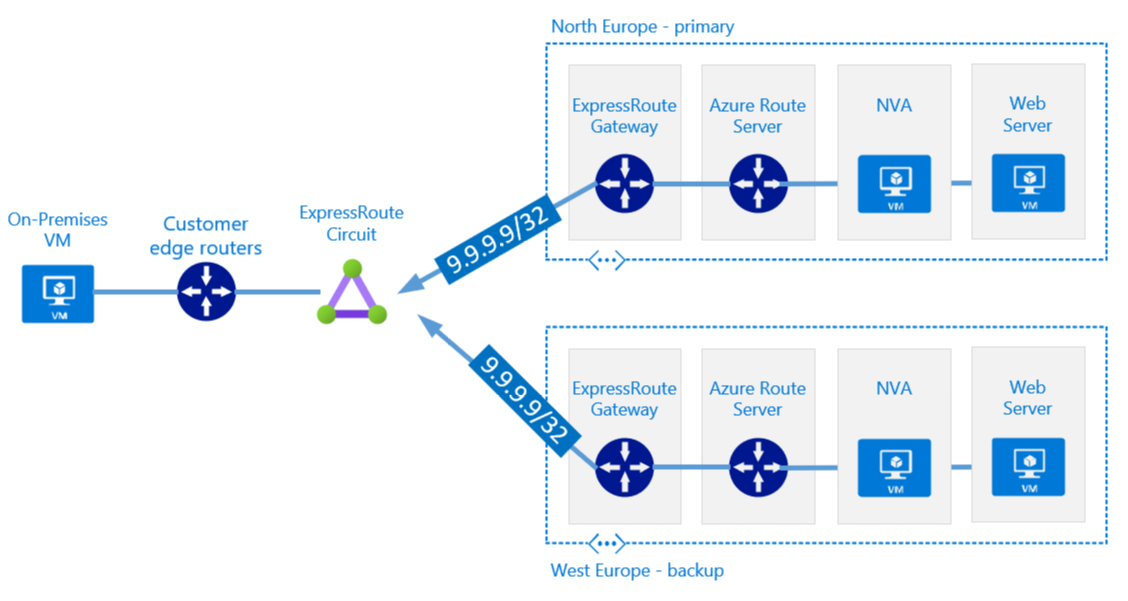 North Europe - primary
ExpressRoute
Gateway
Azure Route
Server
NVA
Web
Server
VM
VM
9.9.9.9/32
On-Premises
VM
VM
Customer
edge routers
ExpressRoute
Circuit
9.9.9.9/32
ExpressRoute
Gateway
Azure Route
Server
NVA
Web
Server
VM
VM
West Europe - backup